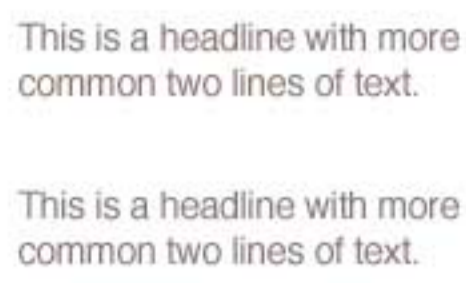 This is a headline with more
common two lines of text.
This is a headline with more
common two lines of text.